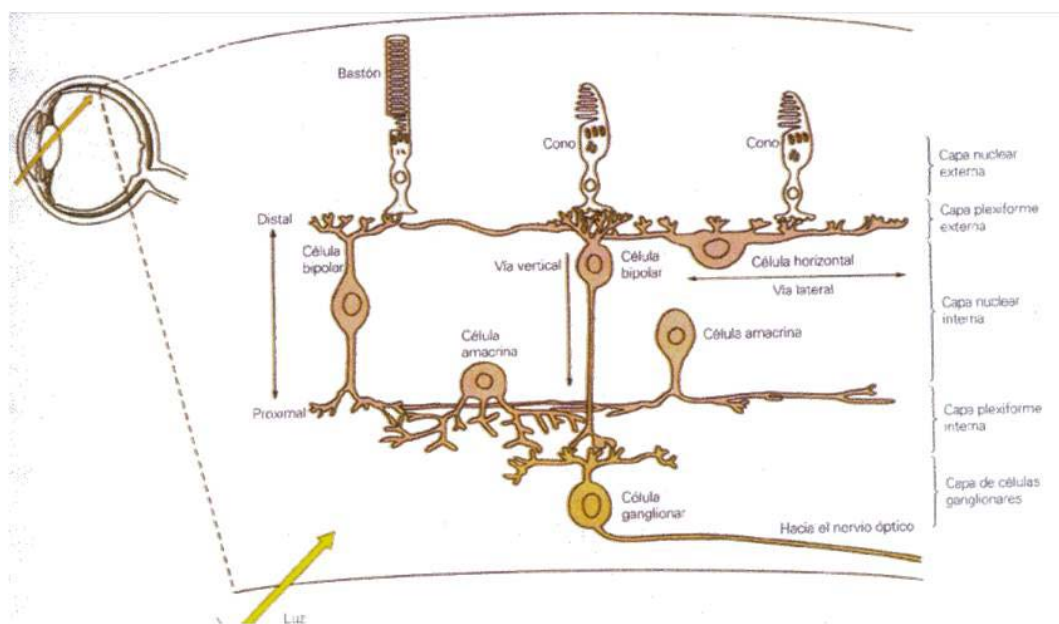 Bastón
Cono
Cono
Capa nuclear
externa
Distal
Capa plexiforme
externa
Célula
bipolar
Vía vertical
Célula
bipolar
Célula horizontal
Vía lateral
Capa nuclear
interna
Célula
amacrina
Célula amacrina
Proximal
Capa plexiforme
interna
Célula
ganglionar
Capa de células
ganglionares
Hacia el nervio óptico
Luz